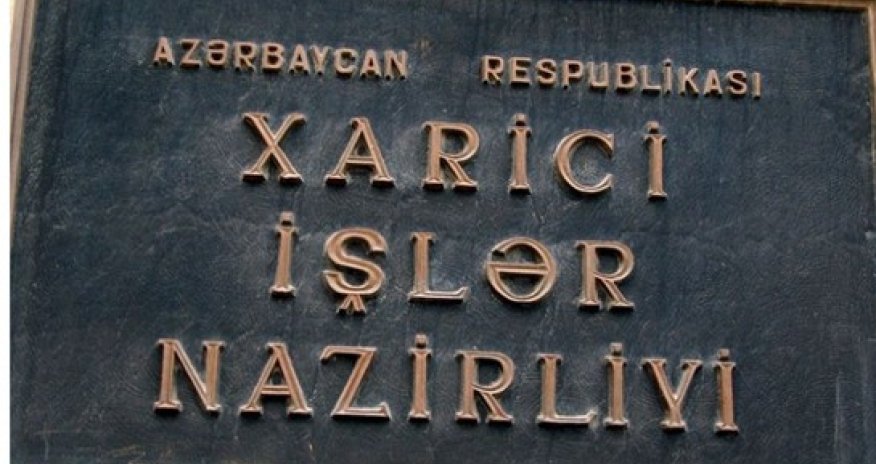 AZƏRBAYCAN RESPUBLİKASI
XARİCİ
İŞLƏR
NAZİRLİYİ